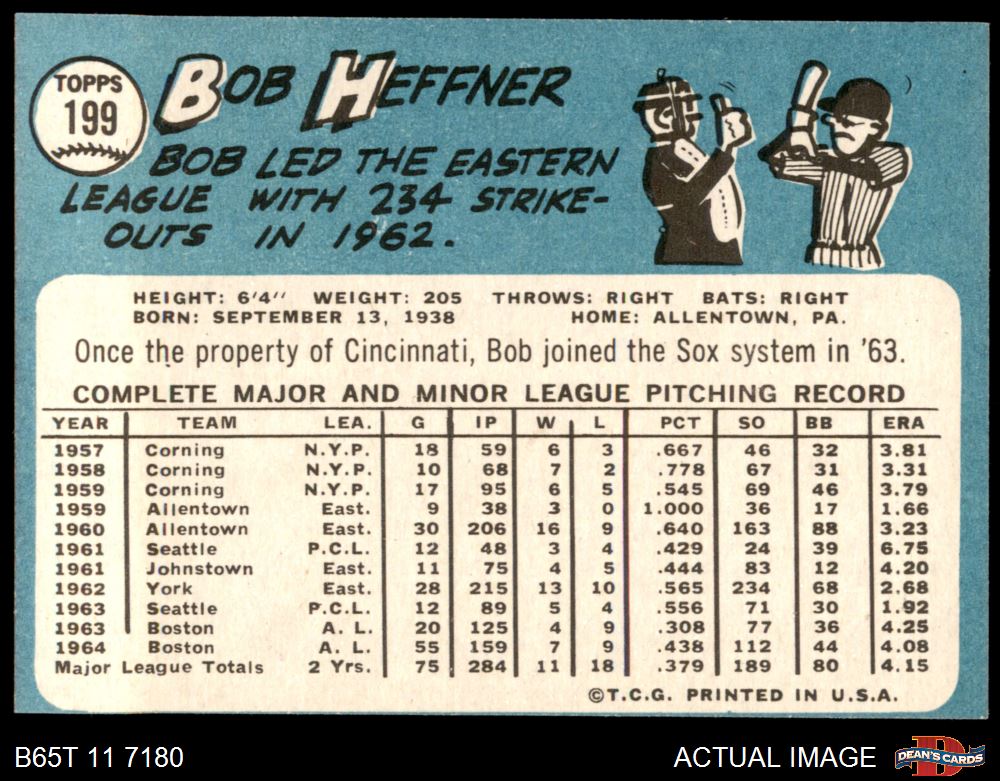 TOPPS
199
BOB HEFFNER
BOB LED THE EASTERN
LEAGUE WITH 234 STRIKE-
OUTS IN 1962.
HEIGHT: 6'4" WEIGHT: 205 THROWS: RIGHT BATS: RIGHT
BORN: SEPTEMBER 13, 1938 HOME: ALLENTOWN, PA.
Once the property of Cincinnati, Bob joined the Sox system in '63.
COMPLETE MAJOR AND MINOR LEAGUE PITCHING RECORD
YEAR TEAM LEA. G IP W L PCT SO BB ERA
1957 Corning N.Y.P. 18 59 6 3 .667 46 32 3.81
1958 Corning N.Y.P. 10 68 7 2 .778 67 31 3.31
1959 Corning N.Y.P. 17 95 6 5 .545 69 46 3.79
1959 Allentown East. 9 38 3 0 1.000 36 17 1.66
1960 Allentown East. 30 206 16 9 .640 163 88 3.23
1961 Seattle P.C.L. 12 48 3 4 .429 24 39 6.75
1961 Johnstown East. 11 75 4 5 .444 83 12 4.20
1962 York East. 28 215 13 10 .565 234 68 2.68
1963 Seattle P.C.L. 12 89 5 4 .556 71 30 1.92
1963 Boston A. L. 20 125 4 9 .308 77 36 4.25
1964 Boston A. L. 55 159 7 9 .438 112 44 4.08
Major League Totals 2 Yrs. 75 284 11 18 .379 189 80 4.15
©T.C.G. PRINTED IN U.S.A.
B65T 11 7180 ACTUAL IMAGE DEAN'S CARDS